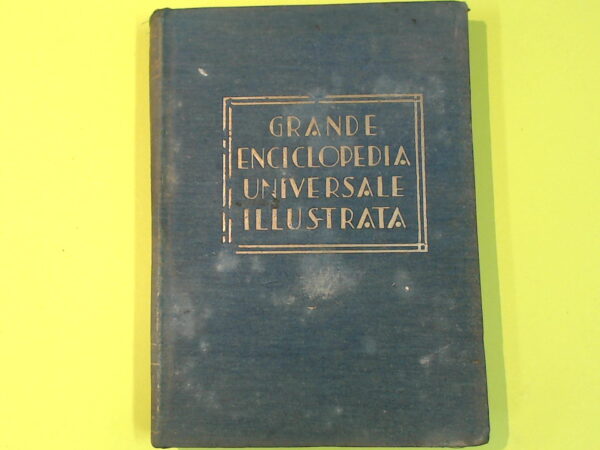 GRANDE
ENCICLOPEDIA
UNIVERSALE
ILLUSTRATA